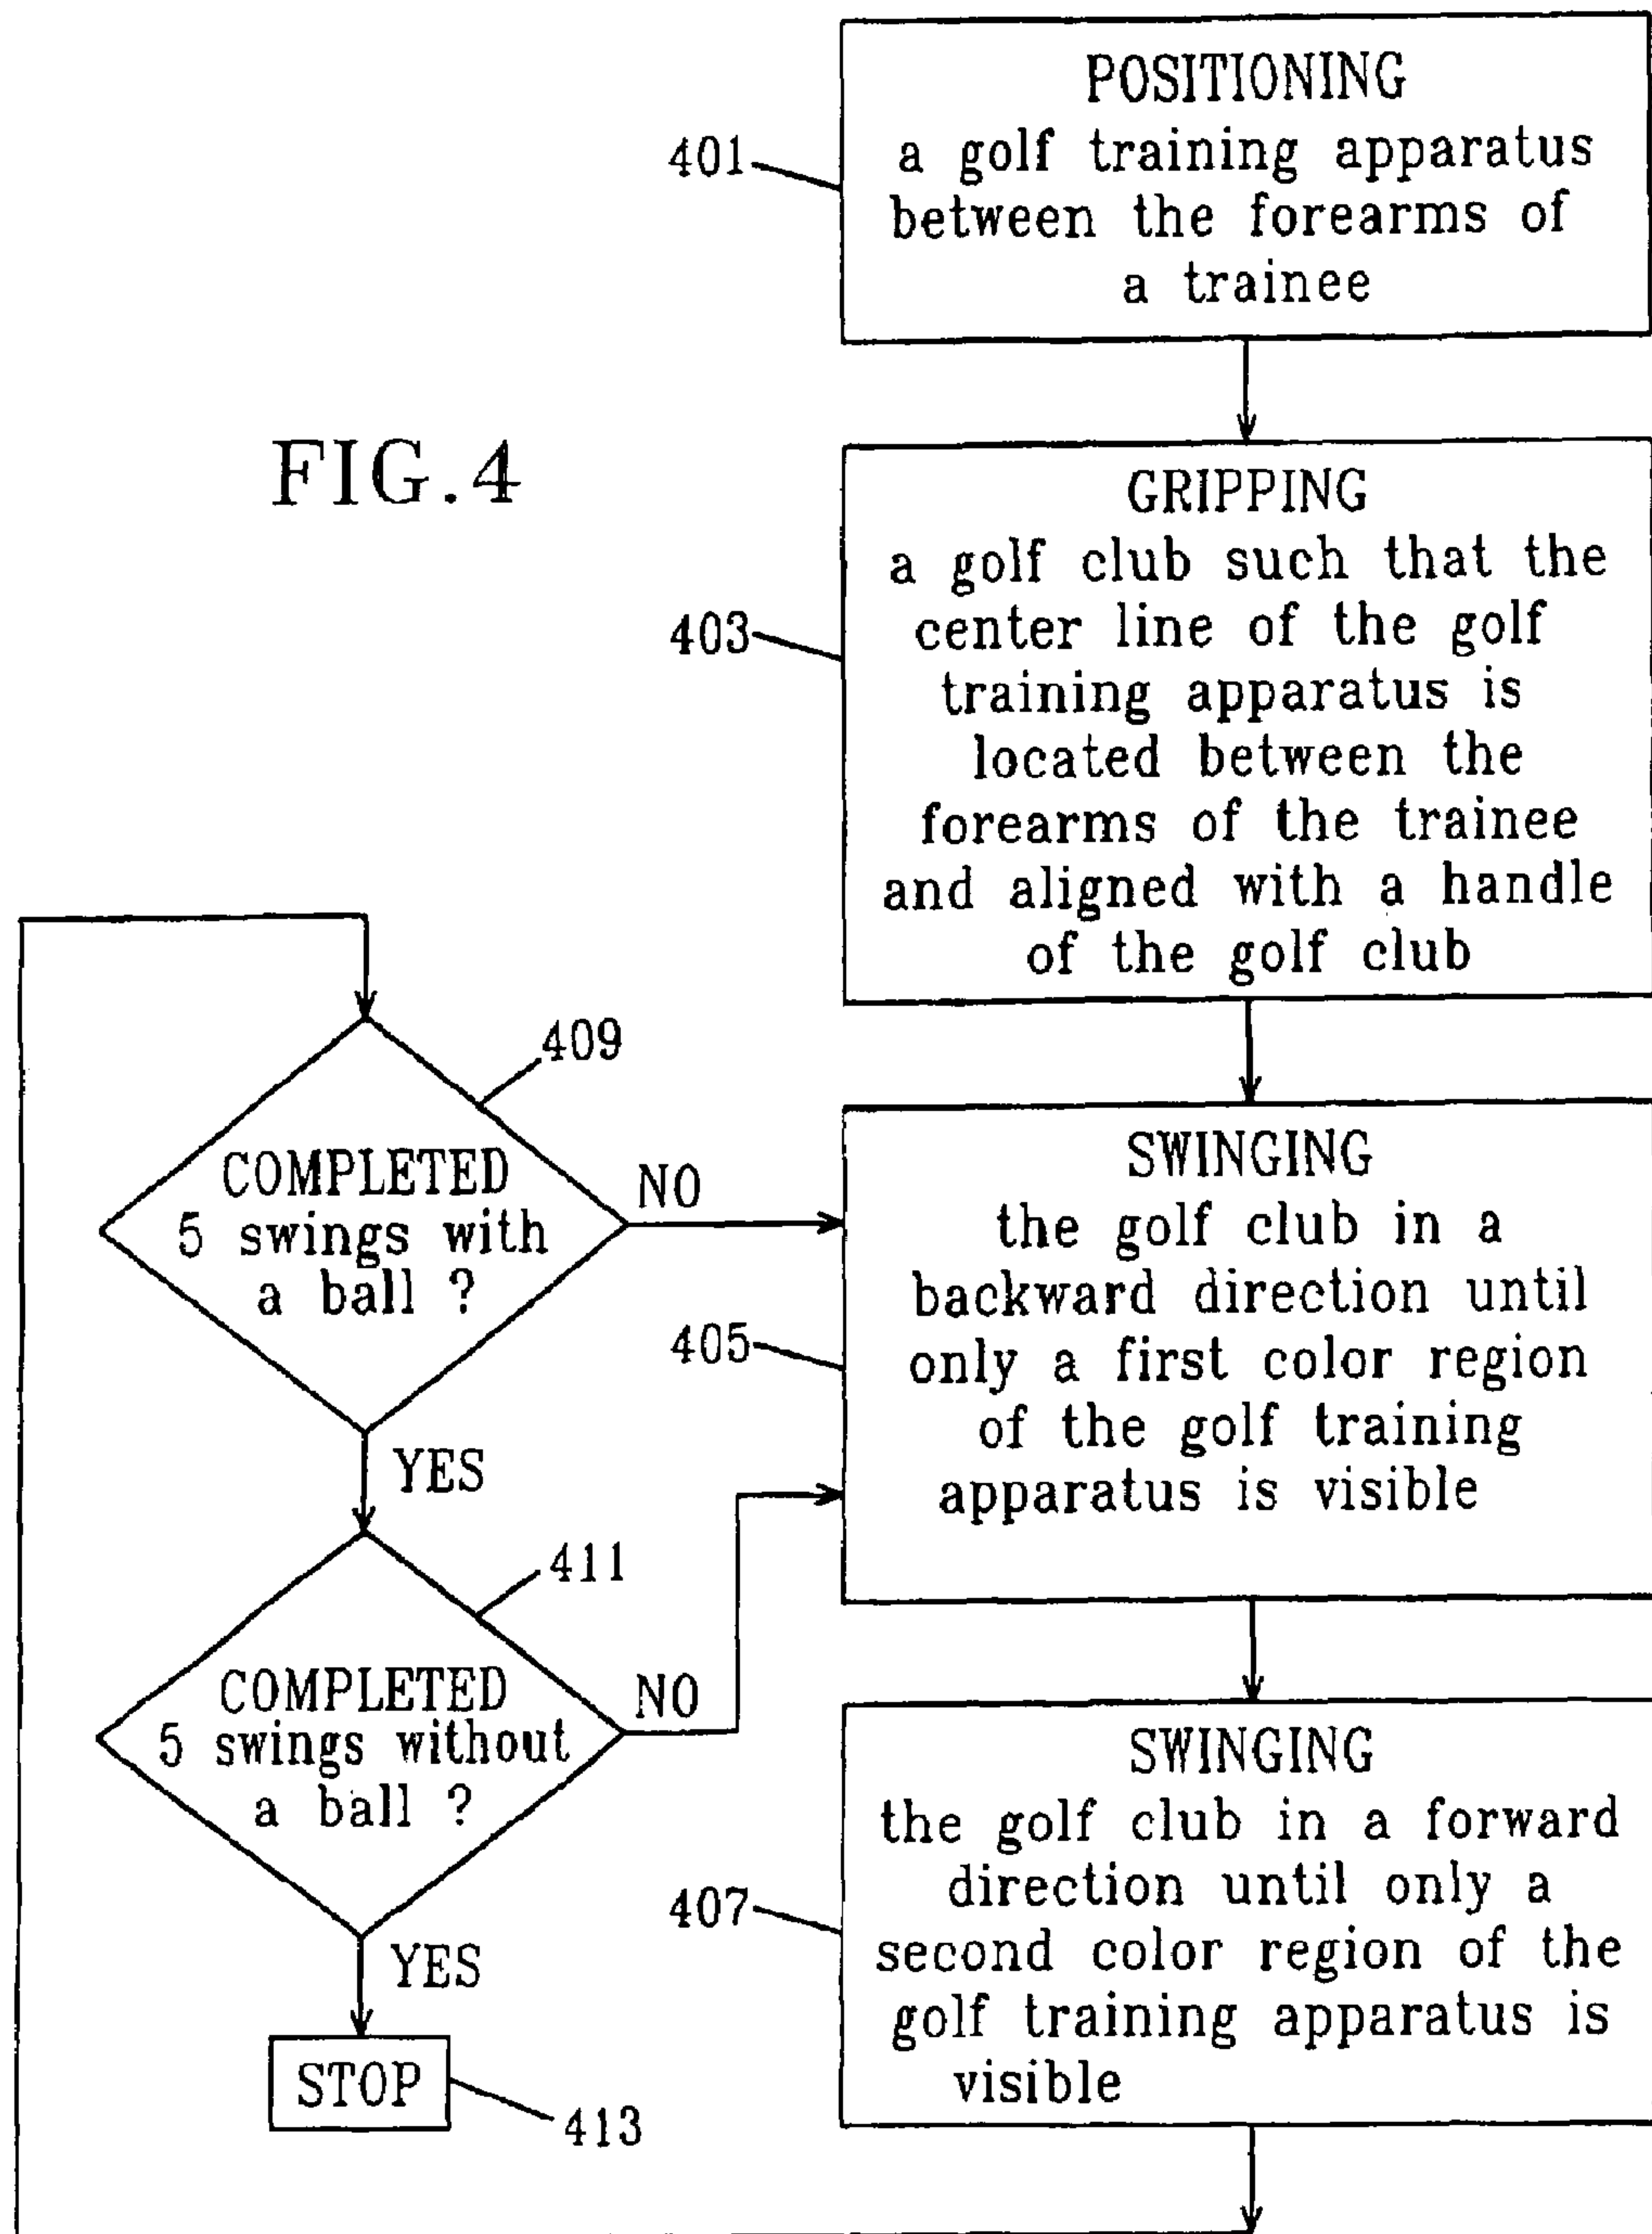 FIG.4
401
POSITIONING
a golf training apparatus
between the forearms of
a trainee
403
GRIPPING
a golf club such that the
center line of the golf
training apparatus is
located between the
forearms of the trainee
and aligned with a handle
of the golf club
405
SWINGING
the golf club in a
backward direction until
only a first color region
of the golf training
apparatus is visible
407
SWINGING
the golf club in a forward
direction until only a
second color region of the
golf training apparatus is
visible
409
COMPLETED
5 swings with
a ball ?
NO
YES
411
COMPLETED
5 swings without
a ball ?
NO
YES
STOP
413